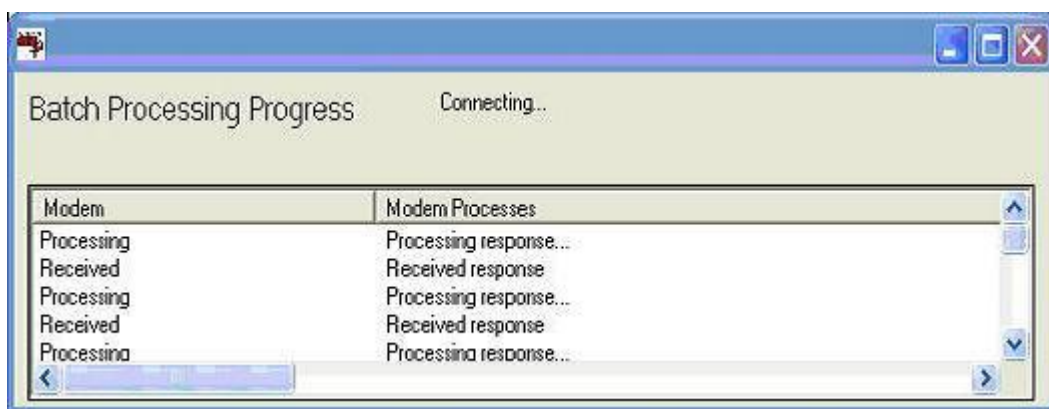 Batch Processing Progress Connecting...
Modem Modem Processes
Processing Processing response...
Received Received response
Processing Processing response...
Received Received response
Processing Processing response...